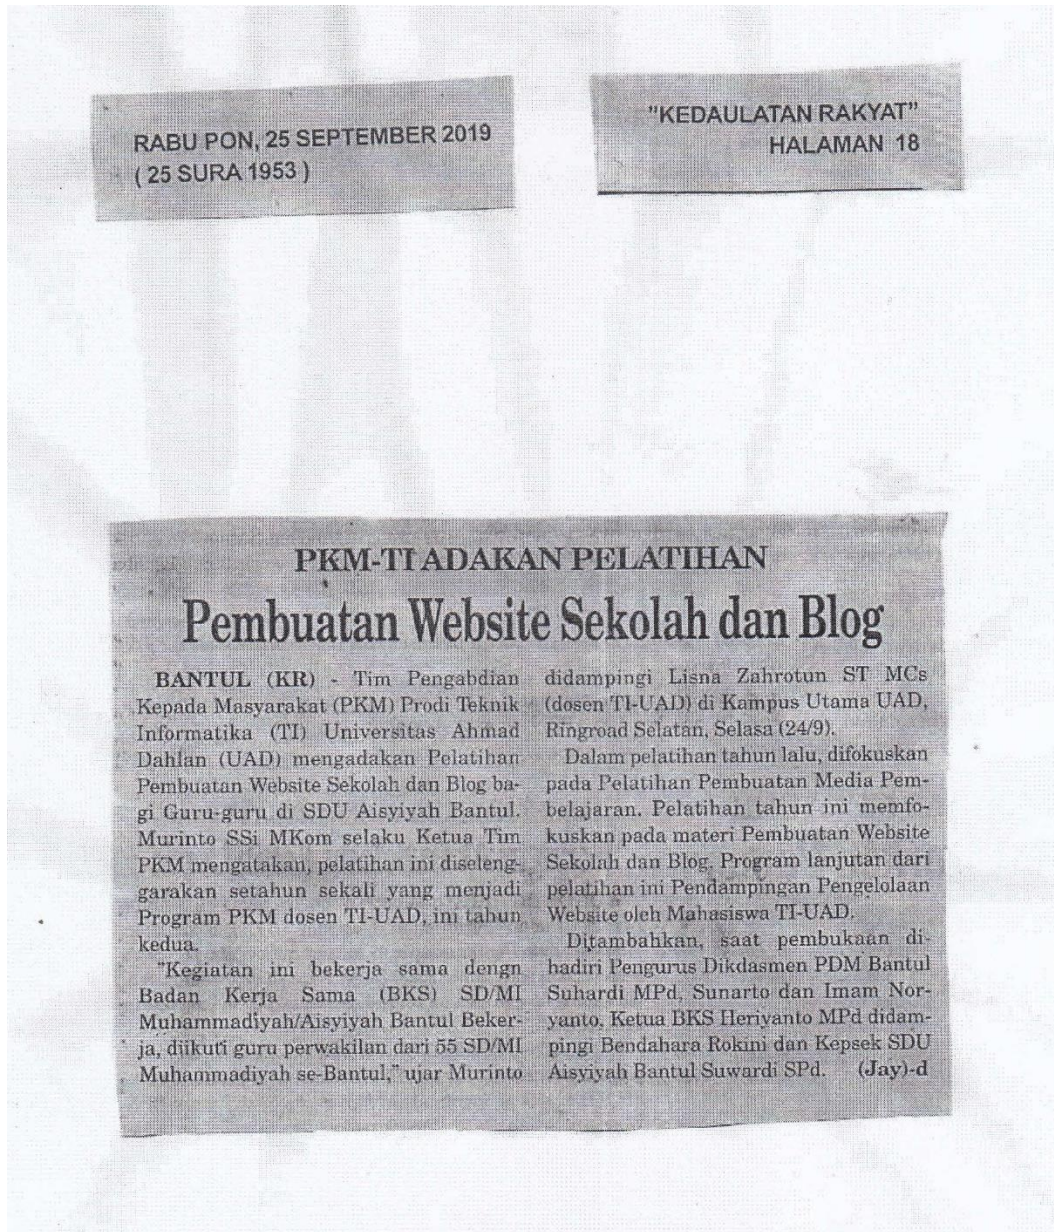 RABU PON, 25 SEPTEMBER 2019
( 25 SURA 1953 )
"KEDAULATAN RAKYAT"
HALAMAN 18
PKM-TI ADAKAN PELATIHAN
Pembuatan Website Sekolah dan Blog
BANTUL (KR) - Tim Pengabdian
Kepada Masyarakat (PKM) Prodi Teknik
Informatika (TI) Universitas Ahmad
Dahlan (UAD) mengadakan Pelatihan
Pembuatan Website Sekolah dan Blog ba-
gi Guru-guru di SDU Aisyiyah Bantul.
Murinto SSi MKom selaku Ketua Tim
PKM mengatakan, pelatihan ini diseleng-
garakan setahun sekali yang menjadi
Program PKM dosen TI-UAD, ini tahun
kedua.
"Kegiatan ini bekerja sama dengn
Badan Kerja Sama (BKS) SD/MI
Muhammadiyah/Aisyiyah Bantul Beker-
ja, diikuti guru perwakilan dari 55 SD/MI
Muhammadiyah se-Bantul," ujar Murinto
didampingi Lisna Zahrotun ST MCs
(dosen TI-UAD) di Kampus Utama UAD,
Ringroad Selatan, Selasa (24/9).
Dalam pelatihan tahun lalu, difokuskan
pada Pelatihan Pembuatan Media Pem-
belajaran. Pelatihan tahun ini memfo-
kuskan pada materi Pembuatan Website
Sekolah dan Blog. Program lanjutan dari
pelatihan ini Pendampingan Pengelolaan
Website oleh Mahasiswa TI-UAD.
Ditambahkan, saat pembukaan di-
hadiri Pengurus Dikdasmen PDM Bantul
Suhardi MPd, Sunarto dan Imam Nor-
yanto, Ketua BKS Heriyanto MPd didam-
pingi Bendahara Rokini dan Kepsek SDU
Aisyiyah Bantul Suwardi SPd. (Jay)-d